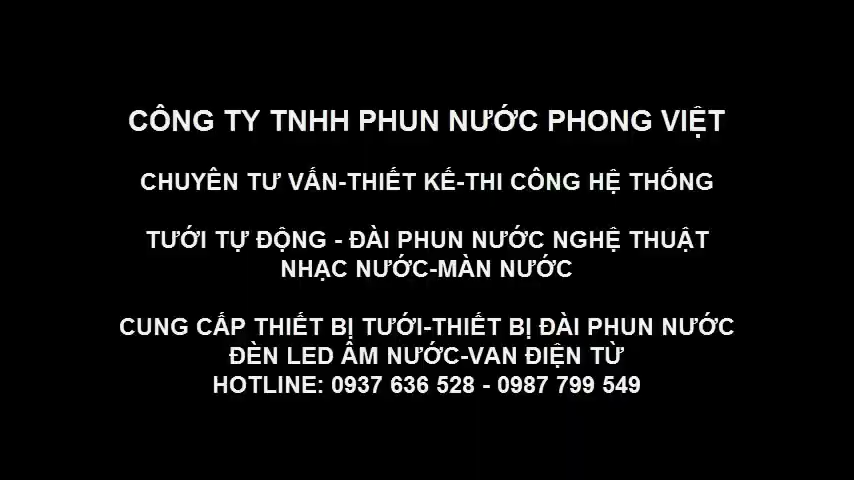 CÔNG TY TNHH PHUN NƯỚC PHONG VIỆT
CHUYÊN TƯ VẤN-THIẾT KẾ-THI CÔNG HỆ THỐNG
TƯỚI TỰ ĐỘNG - ĐÀI PHUN NƯỚC NGHỆ THUẬT
NHẠC NƯỚC-MÀN NƯỚC
CUNG CẤP THIẾT BỊ TƯỚI-THIẾT BỊ ĐÀI PHUN NƯỚC
ĐÈN LED ÂM NƯỚC-VAN ĐIỆN TỪ
HOTLINE: 0937 636 528 - 0987 799 549